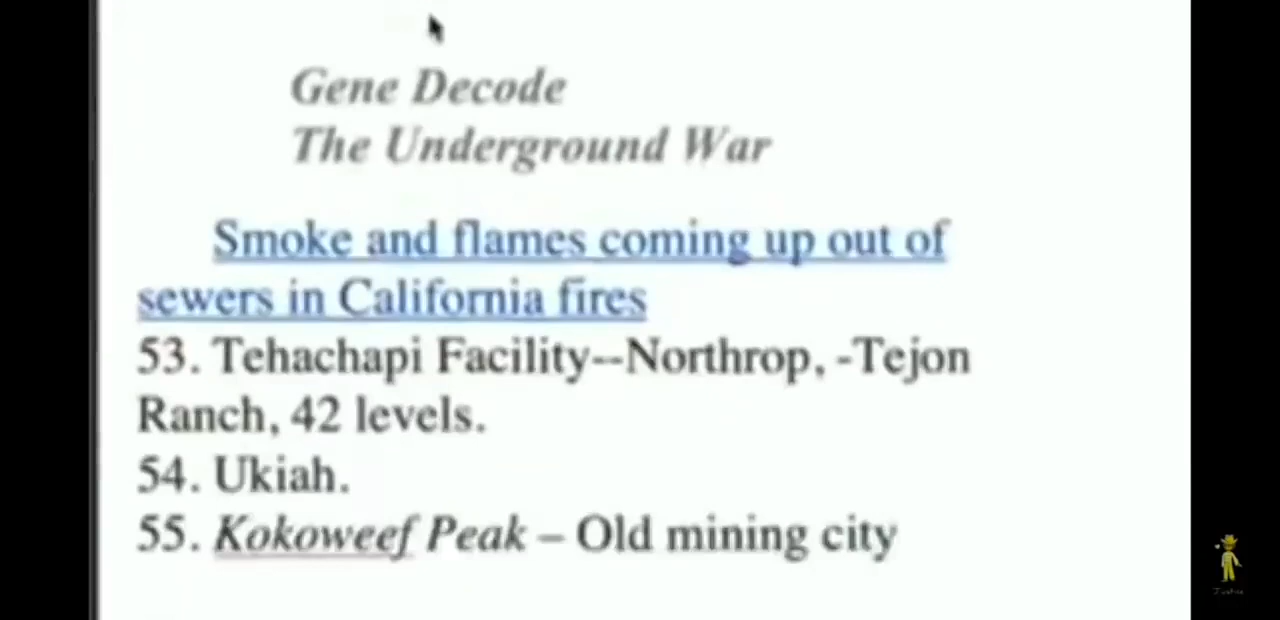 Gene Decode
The Underground War
Smoke and flames coming up out of
sewers in California fires
53. Tehachapi Facility--Northrop, -Tejon
Ranch, 42 levels.
54. Ukiah.
55. Kokoweef Peak – Old mining city